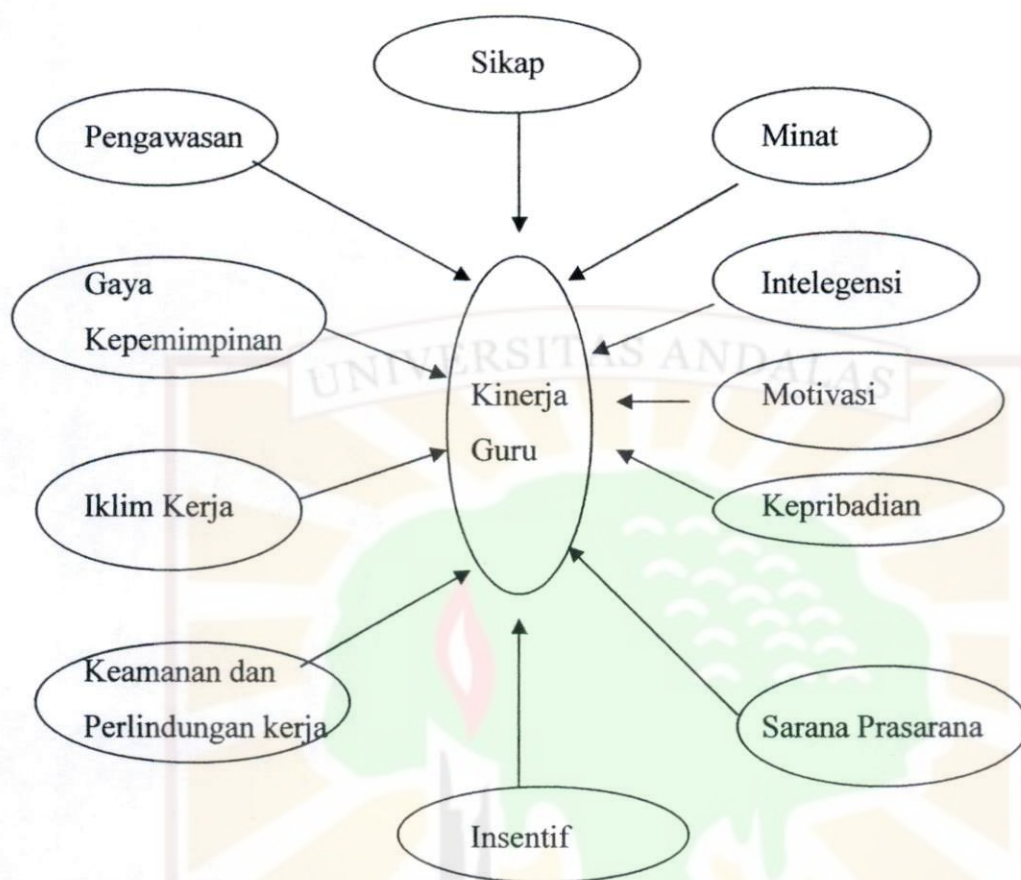 Sikap
Pengawasan
Minat
Gaya
Kepemimpinan
Intelegensi
UNIVERSITAS ANDALAS
Kinerja
Guru
Motivasi
Iklim Kerja
Kepribadian
Keamanan dan
Perlindungan kerja
Sarana Prasarana
Insentif